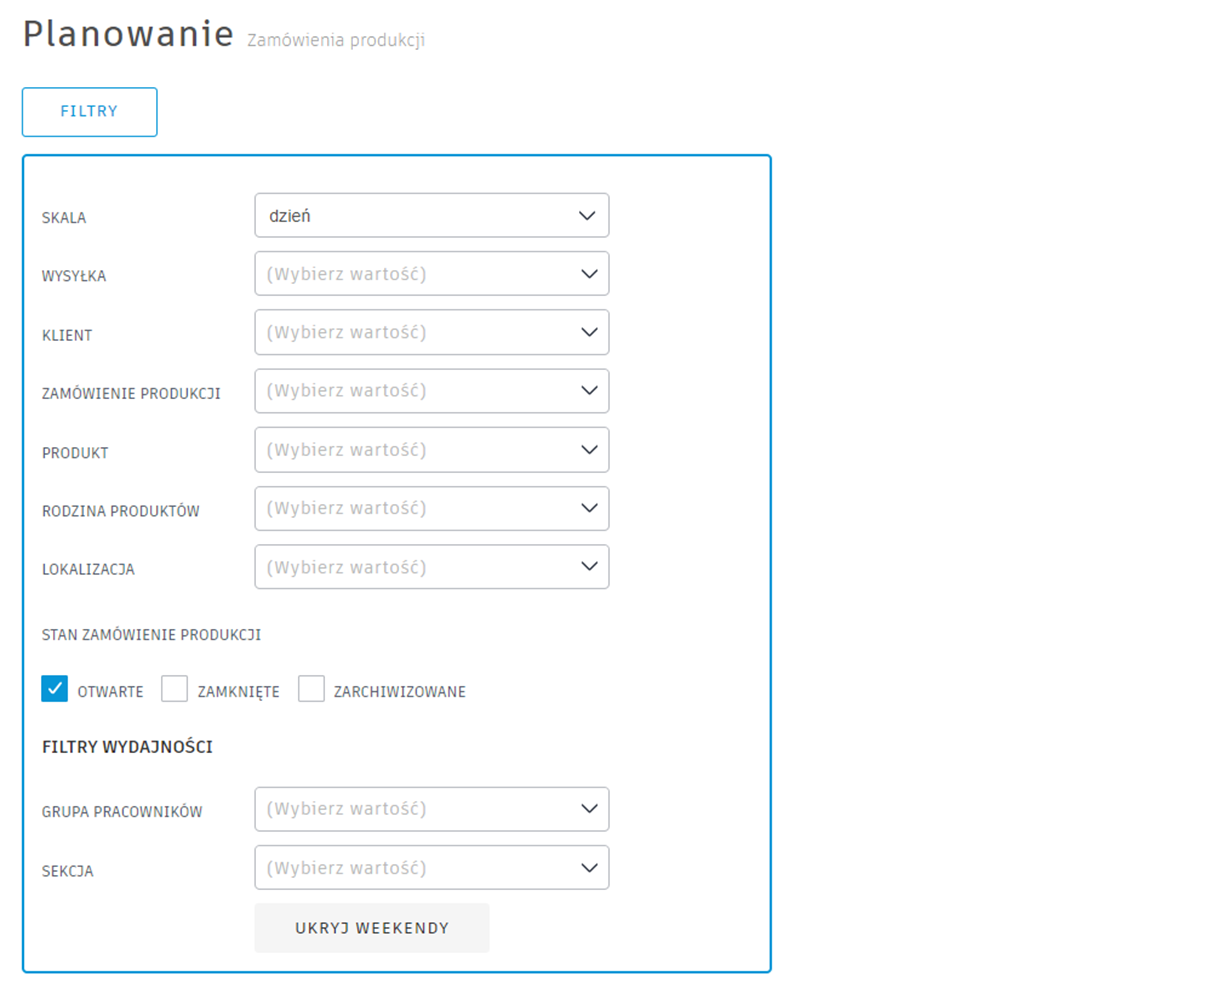 Planowanie Zamówienia produkcji
FILTRY
SKALA dzień
WYSYŁKA (Wybierz wartość)
KLIENT (Wybierz wartość)
ZAMÓWIENIE PRODUKCJI (Wybierz wartość)
PRODUKT (Wybierz wartość)
RODZINA PRODUKTÓW (Wybierz wartość)
LOKALIZACJA (Wybierz wartość)
STAN ZAMÓWIENIE PRODUKCJI
OTWARTE ZAMKNIĘTE ZARCHIWIZOWANE
FILTRY WYDAJNOŚCI
GRUPA PRACOWNIKÓW (Wybierz wartość)
SEKCJA (Wybierz wartość)
UKRYJ WEEKENDY